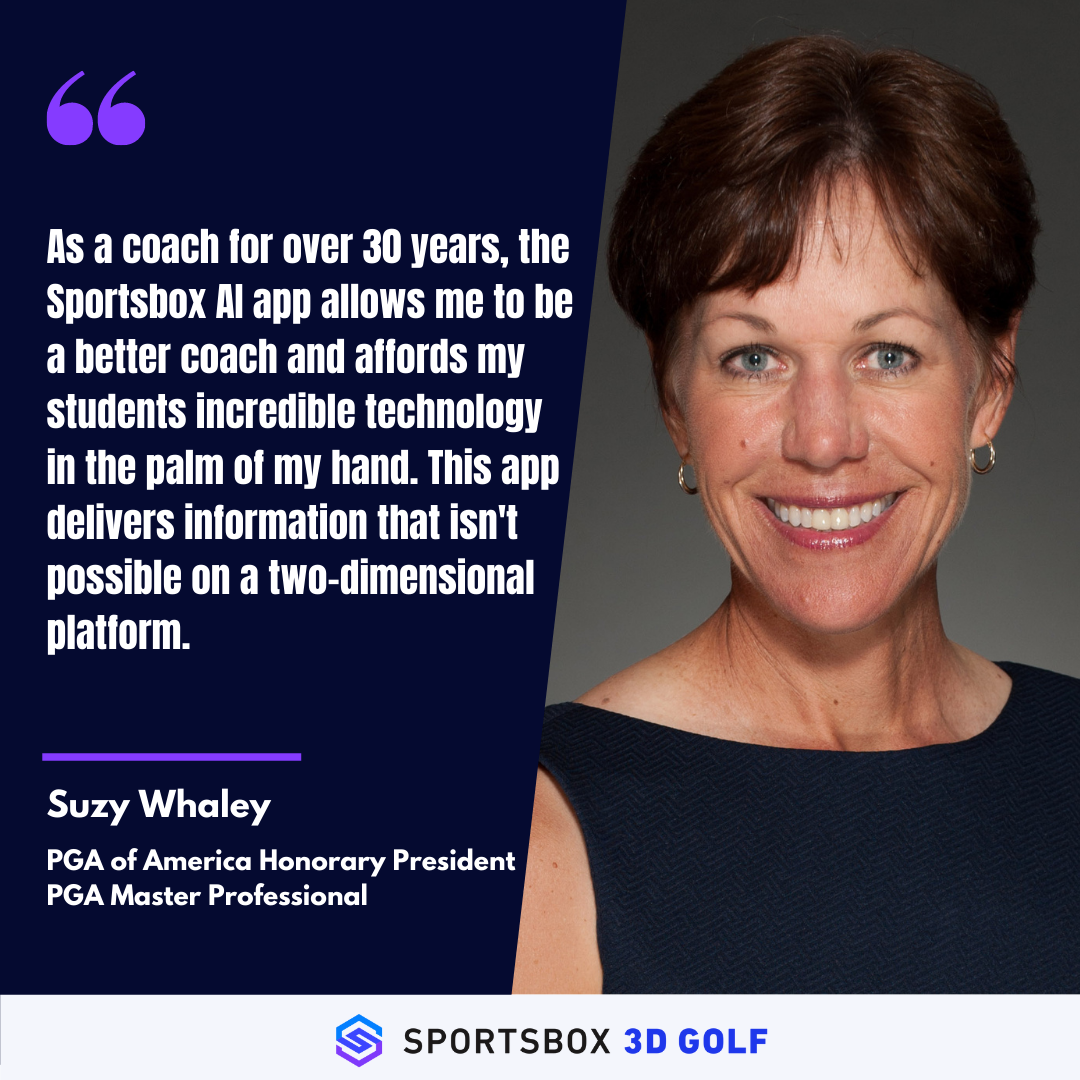 As a coach for over 30 years, the
Sportsbox AI app allows me to be
a better coach and affords my
students incredible technology
in the palm of my hand. This app
delivers information that isn't
possible on a two-dimensional
platform.
Suzy Whaley
PGA of America Honorary President
PGA Master Professional
SPORTSBOX 3D GOLF